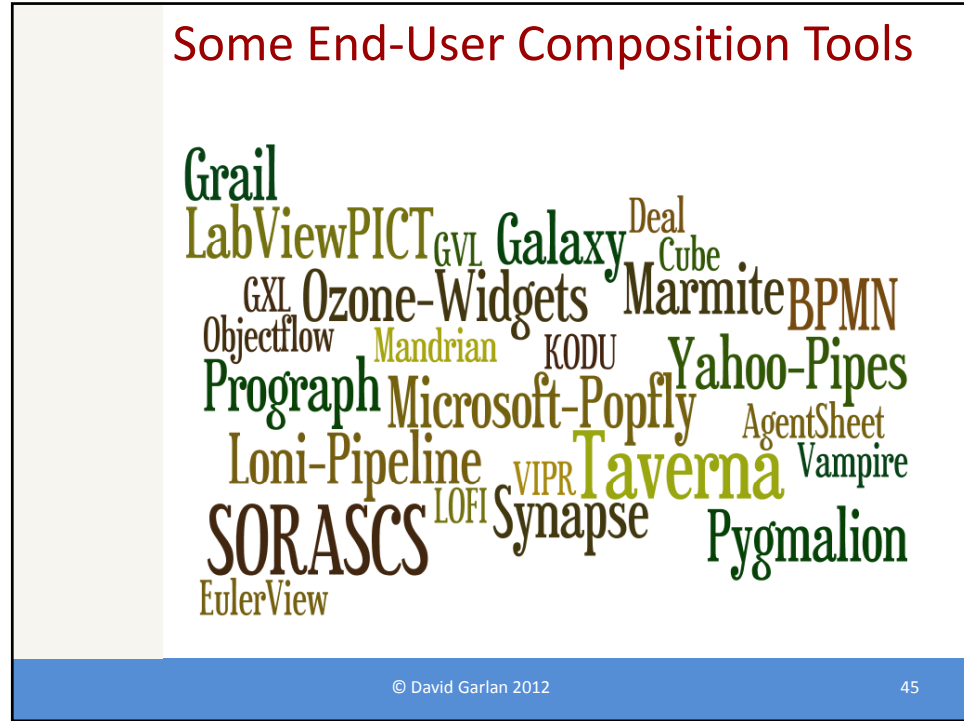 Some End-User Composition Tools
Grail
LabView PICT GVL Galaxy Deal
Cube
GXL Ozone-Widgets Marmite BPMN
Objectflow Mandrian KODU Yahoo-Pipes
Prograph Microsoft-Popfly AgentSheet
Loni-Pipeline VIPR Taverna Vampire
SORASCS LOFI Synapse Pygmalion
EulerView
© David Garlan 2012 45